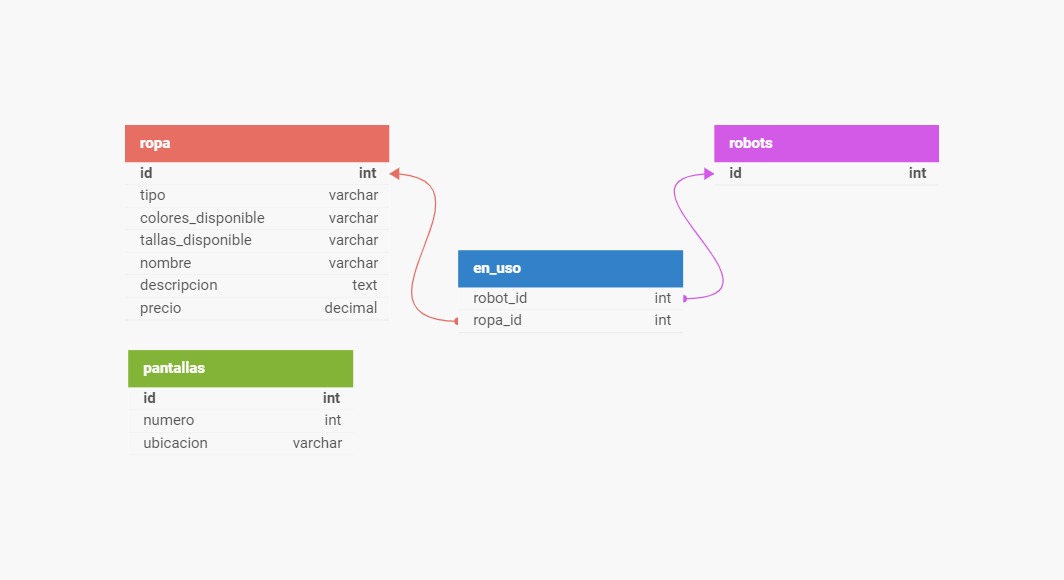 ropa
id int
tipo varchar
colores_disponible varchar
tallas_disponible varchar
nombre varchar
descripcion text
precio decimal
pantallas
id int
numero int
ubicacion varchar
en_uso
robot_id int
ropa_id int
robots
id int